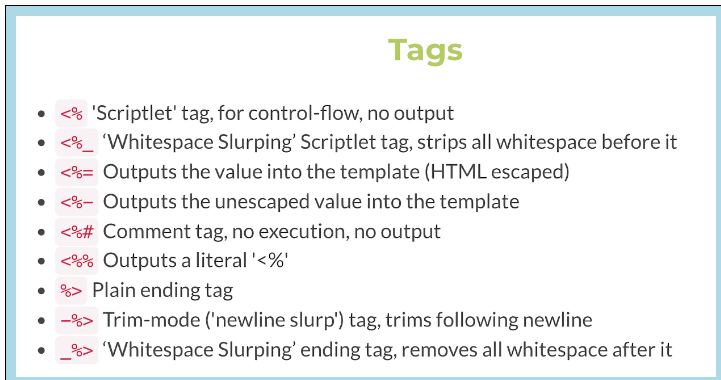 Tags
• <% 'Scriptlet' tag, for control-flow, no output
• <%_ ‘Whitespace Slurping’ Scriptlet tag, strips all whitespace before it
• <%= Outputs the value into the template (HTML escaped)
• <%- Outputs the unescaped value into the template
• <%# Comment tag, no execution, no output
• <%% Outputs a literal '<%'
• %> Plain ending tag
• -%> Trim-mode ('newline slurp') tag, trims following newline
• _%> ‘Whitespace Slurping’ ending tag, removes all whitespace after it